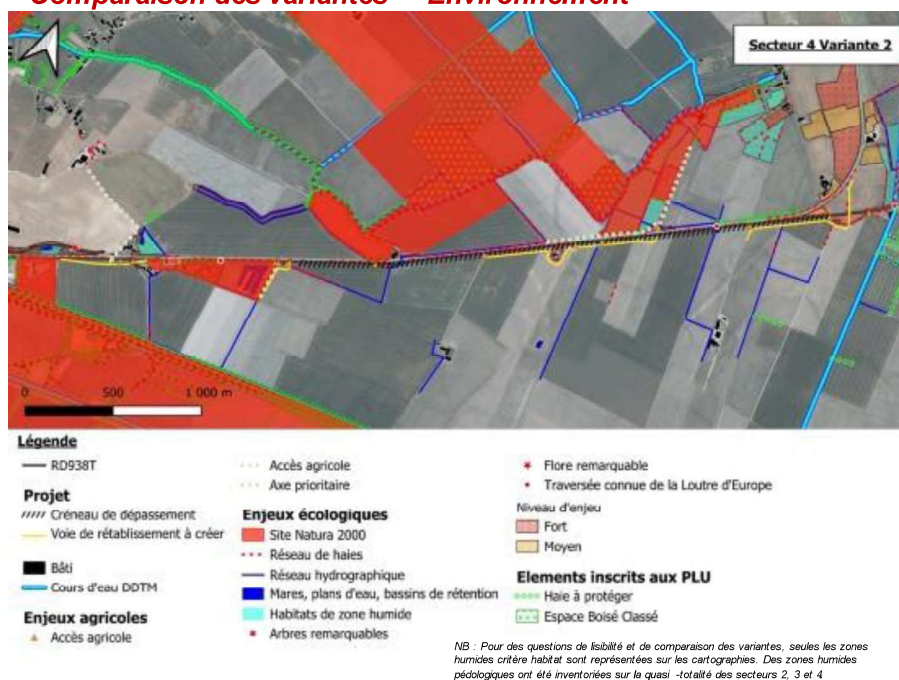 Comparaison des variantes - Environnement
Secteur 4 Variante 2
0 500 1 000 m
Légende
RD938T
Projet
Créneau de dépassement
Voie de rétablissement à créer
Bâti
Cours d'eau DDTM
Enjeux agricoles
Accès agricole
Accès agricole
Axe prioritaire
Enjeux écologiques
Site Natura 2000
Réseau de haies
Réseau hydrographique
Mares, plans d'eau, bassins de rétention
Habitats de zone humide
Arbres remarquables
Flore remarquable
Traversée connue de la Loutre d'Europe
Niveau d'enjeu
Fort
Moyen
Elements inscrits aux PLU
Haie à protéger
Espace Boisé Classé
NB : Pour des questions de lisibilité et de comparaison des variantes, seules les zones
humides critère habitat sont représentées sur les cartographies. Des zones humides
pédologiques ont été inventoriées sur la quasi -totalité des secteurs 2, 3 et 4